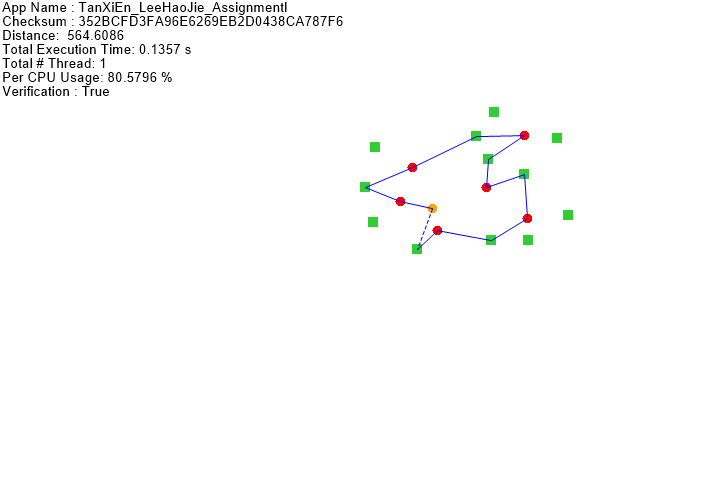 App Name : TanXiEn_LeeHaoJie_AssignmentI
Checksum : 352BCFD3FA96E6269EB2D0438CA787F6
Distance:  564.6086
Total Execution Time: 0.1357 s
Total # Thread: 1
Per CPU Usage: 80.5796 %
Verification : True